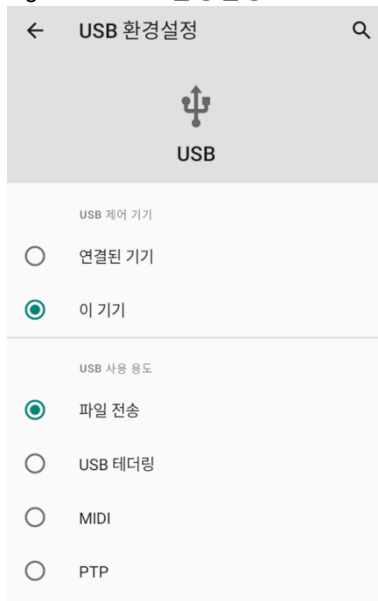 USB 환경설정
USB
USB 제어 기기
연결된 기기
이 기기
USB 사용 용도
파일 전송
USB 테더링
MIDI
PTP